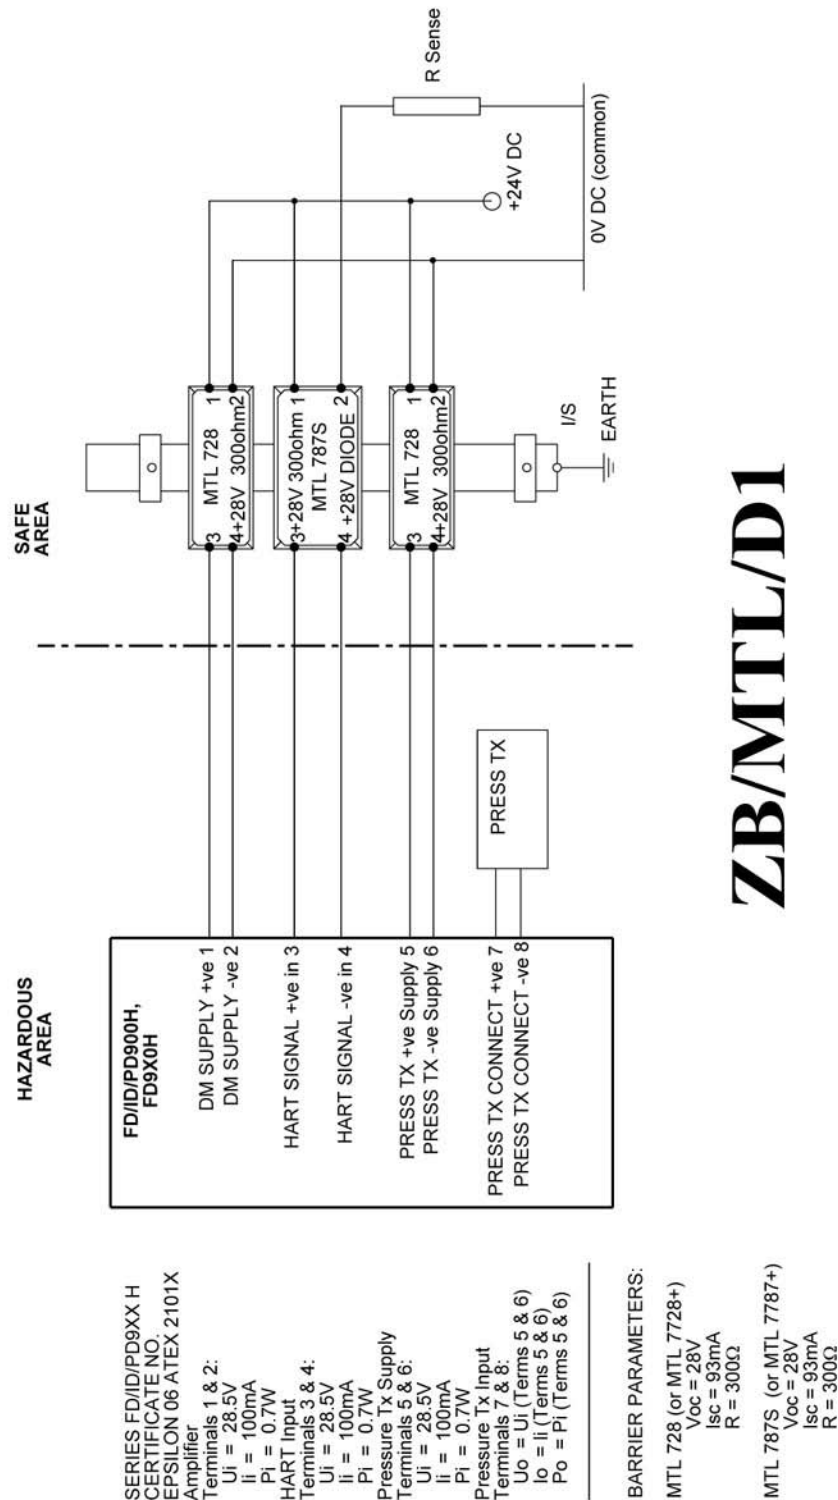 HAZARDOUS
AREA
SAFE
AREA
FD/ID/PD900H,
FD9X0H
DM SUPPLY +ve 1
DM SUPPLY -ve 2
HART SIGNAL +ve in 3
HART SIGNAL -ve in 4
PRESS TX +ve Supply 5
PRESS TX -ve Supply 6
PRESS TX CONNECT +ve 7
PRESS TX CONNECT -ve 8
PRESS TX
3 1
MTL 728
4+28V 300ohm2
3+28V 300ohm 1
MTL 787S
4 +28V DIODE 2
3 1
MTL 728
4+28V 300ohm2
I/S
EARTH
R Sense
+24V DC
0V DC (common)
SERIES FD/ID/PD9XX H
CERTIFICATE NO.
EPSILON 06 ATEX 2101X
Amplifier
Terminals 1 & 2:
Ui = 28.5V
Ii = 100mA
Pi = 0.7W
HART Input
Terminals 3 & 4:
Ui = 28.5V
Ii = 100mA
Pi = 0.7W
Pressure Tx Supply
Terminals 5 & 6:
Ui = 28.5V
Ii = 100mA
Pi = 0.7W
Pressure Tx Input
Terminals 7 & 8:
Uo = Ui (Terms 5 & 6)
Io = Ii (Terms 5 & 6)
Po = Pi (Terms 5 & 6)
BARRIER PARAMETERS:
MTL 728 (or MTL 7728+)
Voc = 28V
Isc = 93mA
R = 300Ω
MTL 787S (or MTL 7787+)
Voc = 28V
Isc = 93mA
R = 300Ω
ZB/MTL/D1